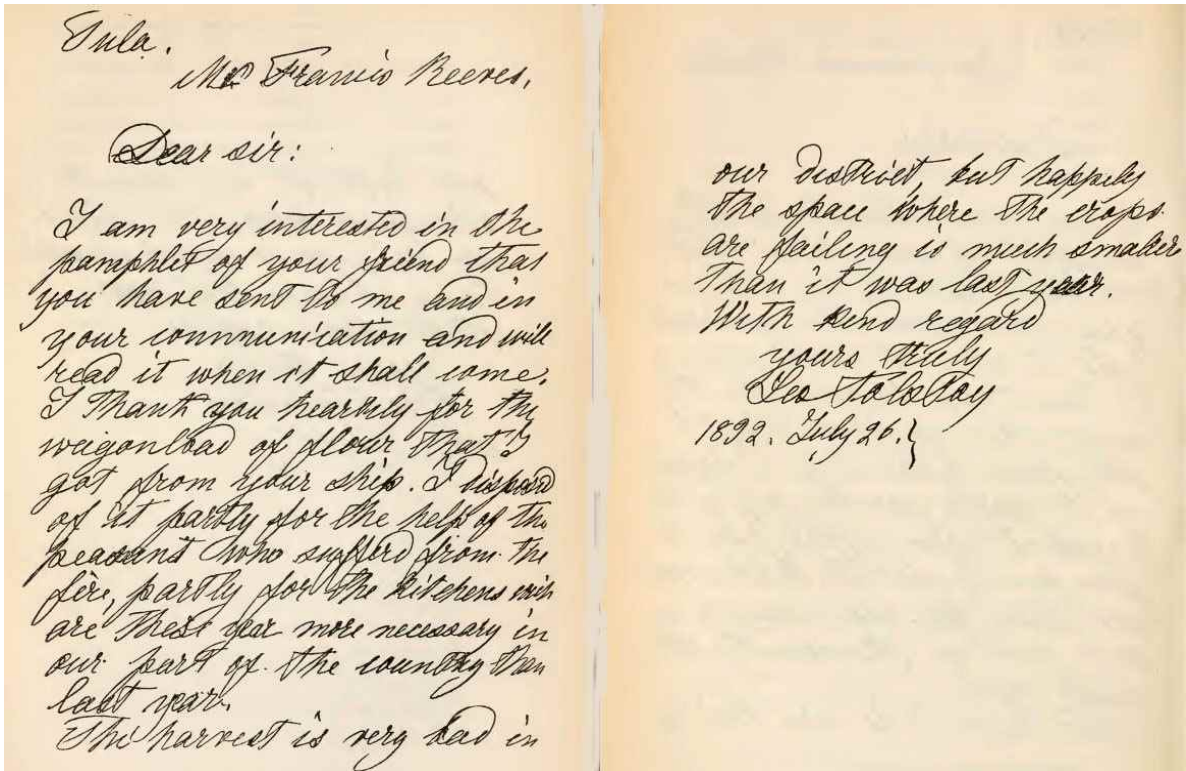 Tula.
Mr Francis Reeves.
Dear sir:
I am very interested in the
pamphlet of your friend that
you have sent to me and in
your communication and will
read it when it shall come.
I thank you heartily for the
weigonload of flour that I
got from your ship. I disposd
of it partly for the help of the
peasants who sufferd from the
fire, partly for the kitchens wich
are these year more necessary in
our part of the country than
last year.
The harvest is very bad in
our district, but happely
the space where the crops
are failing is much smaller
than it was last year.
With kind regard
yours truly
Leo Tolstoy
1892. July 26.